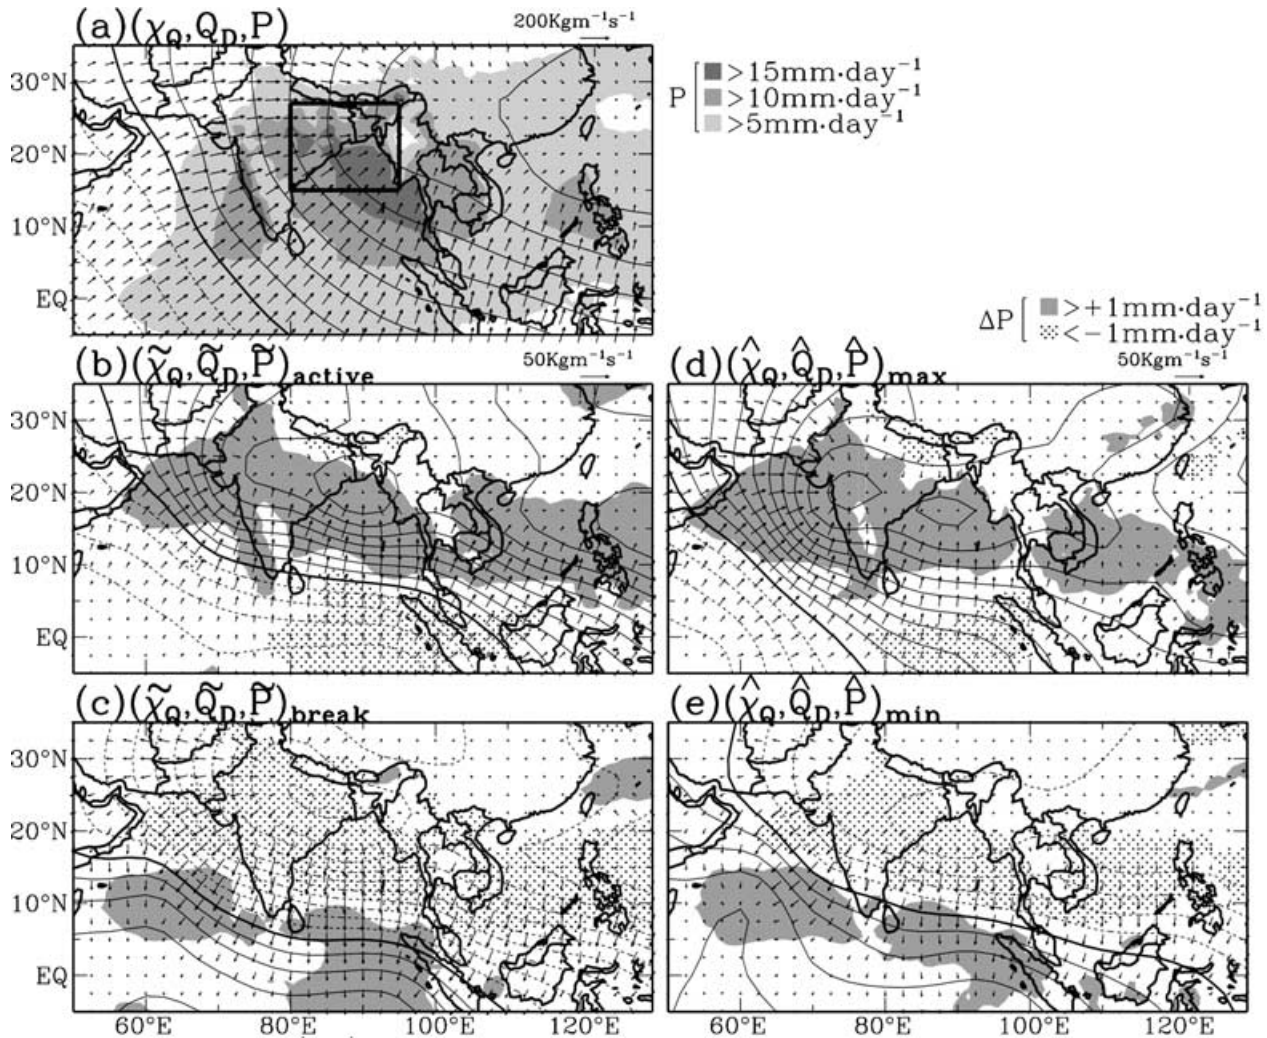 (a)(χQ,QD,P)
200Kgm⁻¹s⁻¹
30°N
20°N
10°N
EQ
P
>15mm·day⁻¹
>10mm·day⁻¹
>5mm·day⁻¹
ΔP
>+1mm·day⁻¹
<−1mm·day⁻¹
(b)(χ̃Q,Q̃D,P̃)active
50Kgm⁻¹s⁻¹
30°N
20°N
10°N
EQ
(d)(χ̂Q,Q̂D,P̂)max
50Kgm⁻¹s⁻¹
(c)(χ̃Q,Q̃D,P̃)break
30°N
20°N
10°N
EQ
60°E 80°E 100°E 120°E
(e)(χ̂Q,Q̂D,P̂)min
60°E 80°E 100°E 120°E